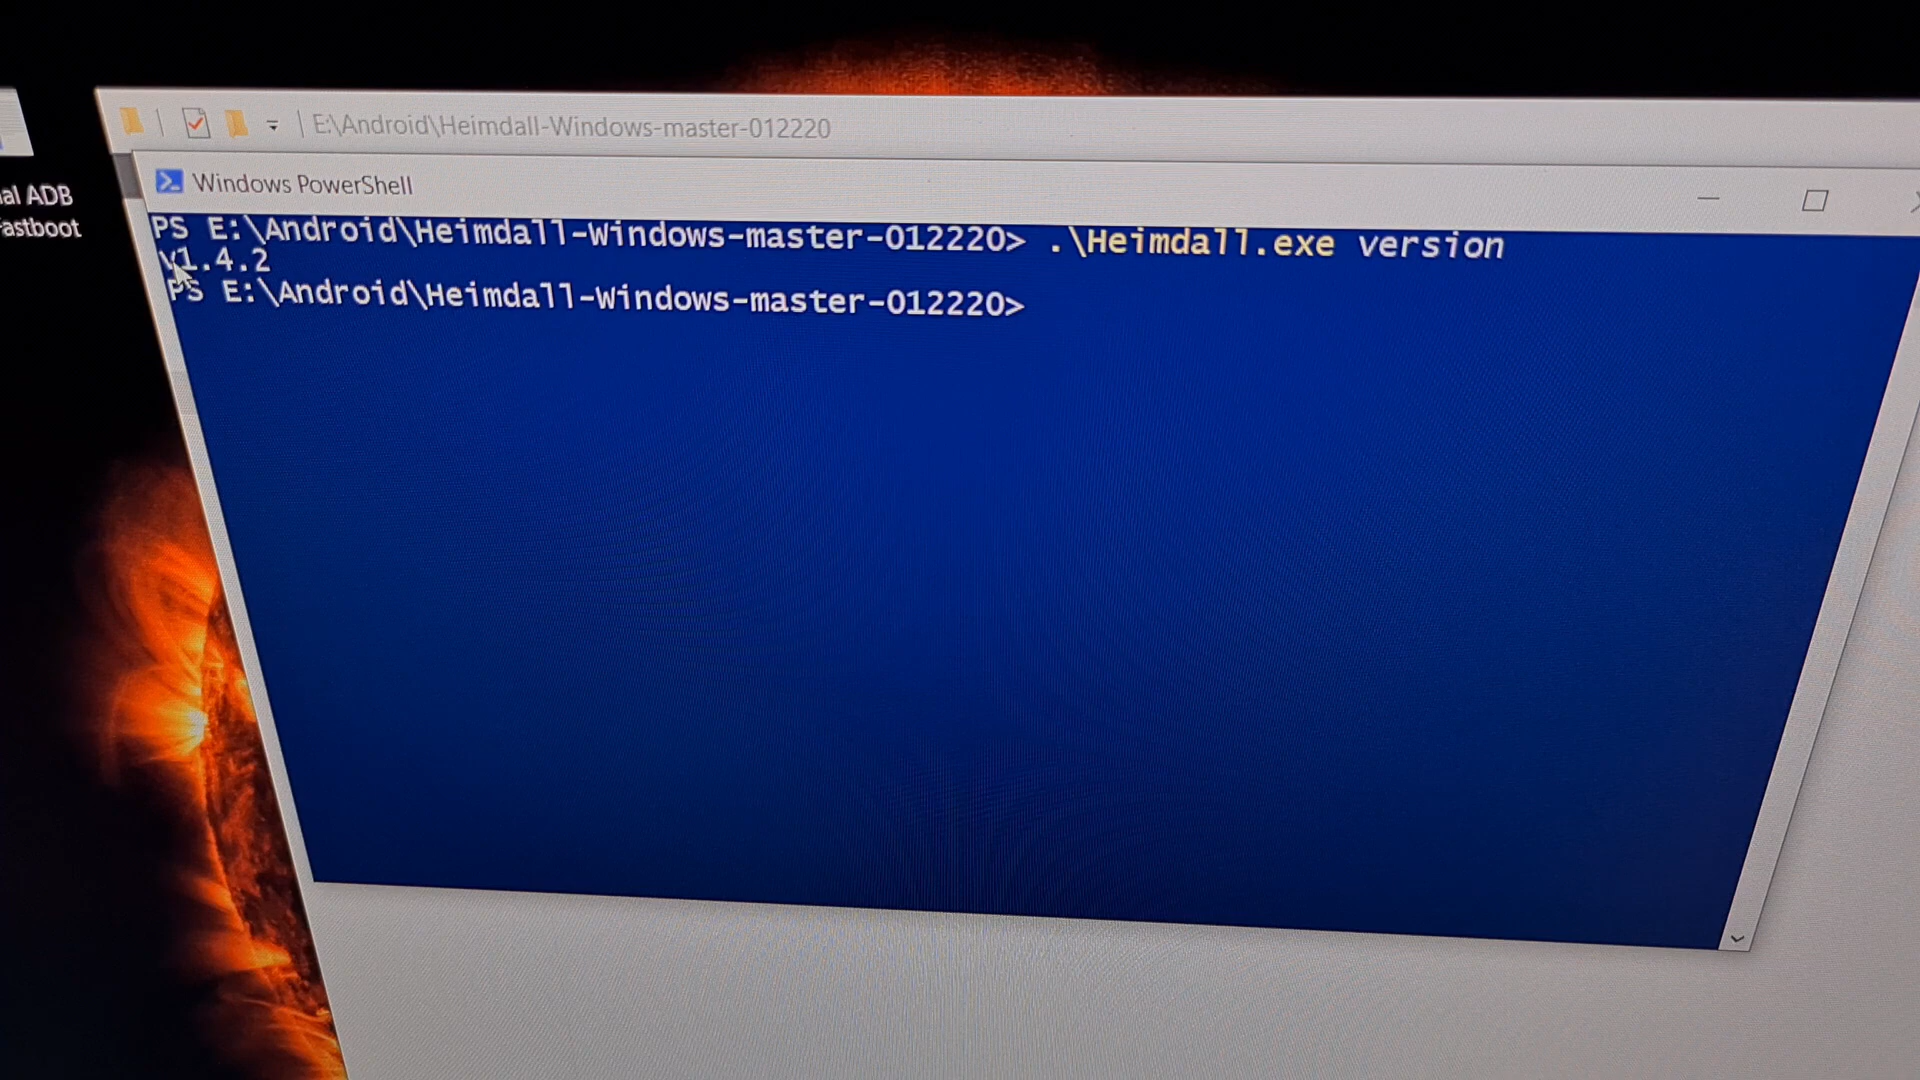 E:\Android\Heimdall-Windows-master-012220
Windows PowerShell
al ADB
astboot
PS E:\Android\Heimdall-Windows-master-012220> .\Heimdall.exe version
v1.4.2
PS E:\Android\Heimdall-Windows-master-012220>